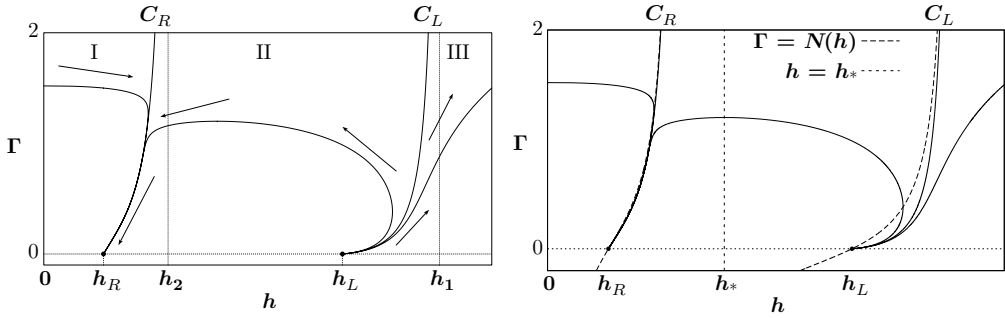 C_R C_L
2
I II III
Γ
0
0 h_R h_2 h_L h_1
h
C_R C_L
2
Γ = N(h)
h = h_*
Γ
0
h_R h_* h_L
h